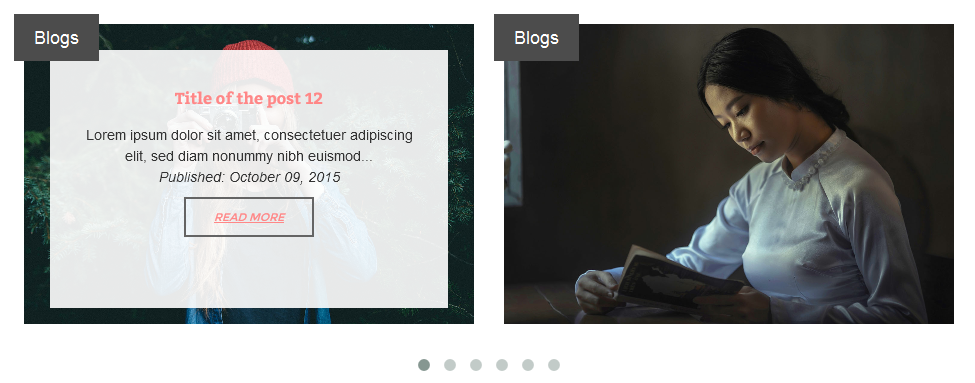 Blogs
Title of the post 12
Lorem ipsum dolor sit amet, consectetuer adipiscing
elit, sed diam nonummy nibh euismod...
Published: October 09, 2015
READ MORE
Blogs